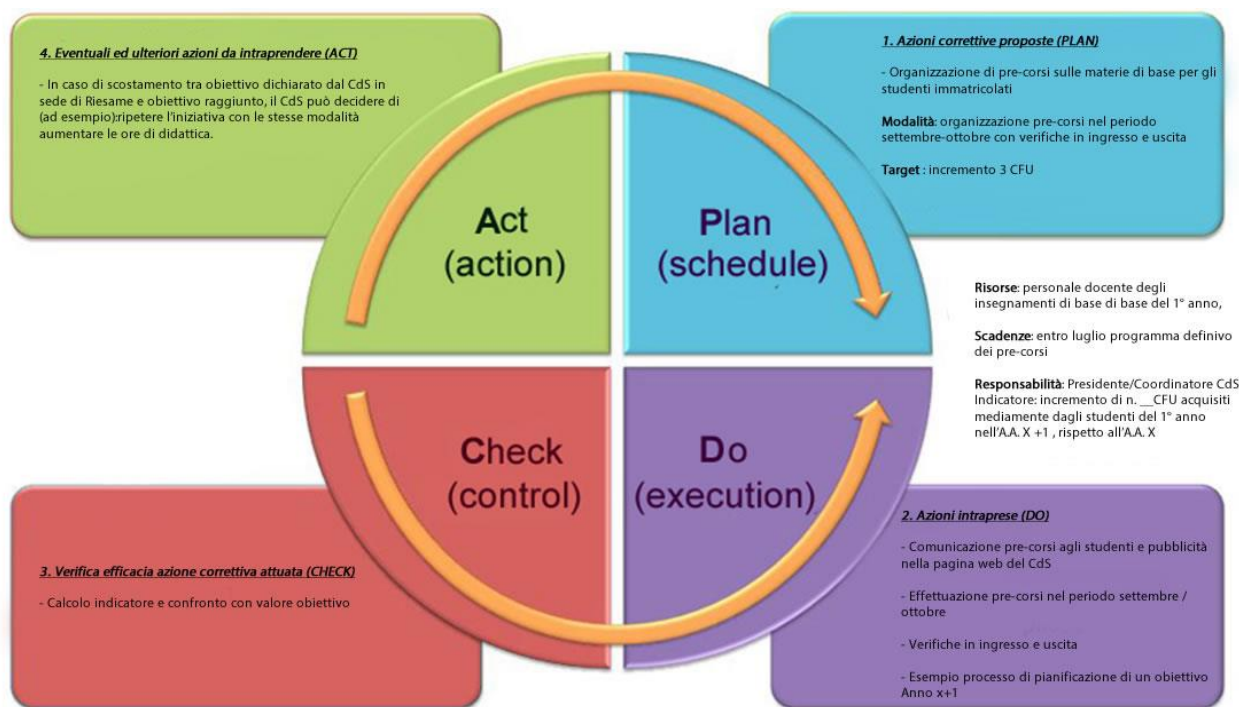 4. Eventuali ed ulteriori azioni da intraprendere (ACT)
- In caso di scostamento tra obiettivo dichiarato dal CdS in
sede di Riesame e obiettivo raggiunto, il CdS può decidere di
(ad esempio):ripetere l'iniziativa con le stesse modalità
aumentare le ore di didattica.
1. Azioni correttive proposte (PLAN)
- Organizzazione di pre-corsi sulle materie di base per gli
studenti immatricolati
Modalità: organizzazione pre-corsi nel periodo
settembre-ottobre con verifiche in ingresso e uscita
Target : incremento 3 CFU
Act
(action)
Plan
(schedule)
Risorse: personale docente degli
insegnamenti di base di base del 1° anno,
Scadenze: entro luglio programma definivo
dei pre-corsi
Responsabilità: Presidente/Coordinatore CdS
Indicatore: incremento di n. __CFU acquisiti
mediamente dagli studenti del 1° anno
nell'A.A. X +1 , rispetto all'A.A. X
Check
(control)
Do
(execution)
3. Verifica efficacia azione correttiva attuata (CHECK)
- Calcolo indicatore e confronto con valore obiettivo
2. Azioni intraprese (DO)
- Comunicazione pre-corsi agli studenti e pubblicità
nella pagina web del CdS
- Effettuazione pre-corsi nel periodo settembre /
ottobre
- Verifiche in ingresso e uscita
- Esempio processo di pianificazione di un obiettivo
Anno x+1